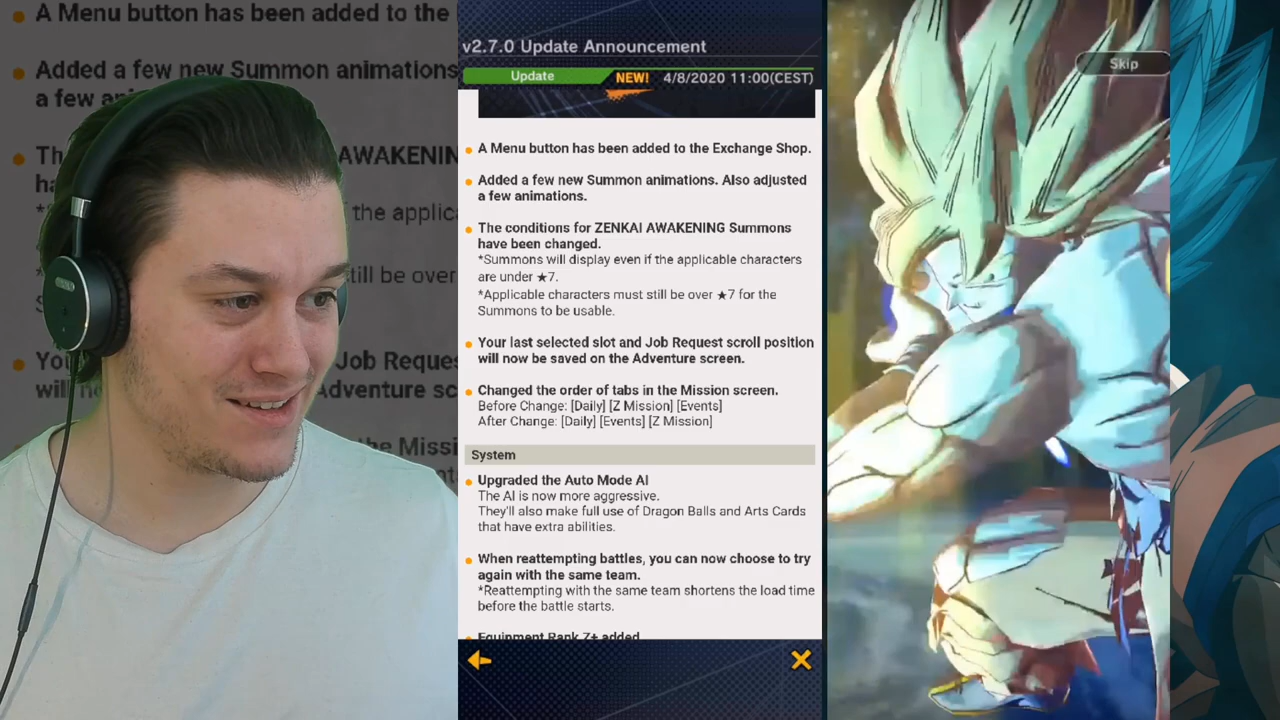 A Menu button has been added to the
Added a few new Summon animations
a few
Th AWAKENIN
ha
* f the applica
still be over
S
You Job Reques
will Adventure sc
the Missi
v2.7.0 Update Announcement
Update NEW! 4/8/2020 11:00(CEST)
A Menu button has been added to the Exchange Shop.
Added a few new Summon animations. Also adjusted
a few animations.
The conditions for ZENKAI AWAKENING Summons
have been changed.
*Summons will display even if the applicable characters
are under ★7.
*Applicable characters must still be over ★7 for the
Summons to be usable.
Your last selected slot and Job Request scroll position
will now be saved on the Adventure screen.
Changed the order of tabs in the Mission screen.
Before Change: [Daily] [Z Mission] [Events]
After Change: [Daily] [Events] [Z Mission]
System
Upgraded the Auto Mode AI
The AI is now more aggressive.
They'll also make full use of Dragon Balls and Arts Cards
that have extra abilities.
When reattempting battles, you can now choose to try
again with the same team.
*Reattempting with the same team shortens the load time
before the battle starts.
Equipment Rank Z+ added
Skip